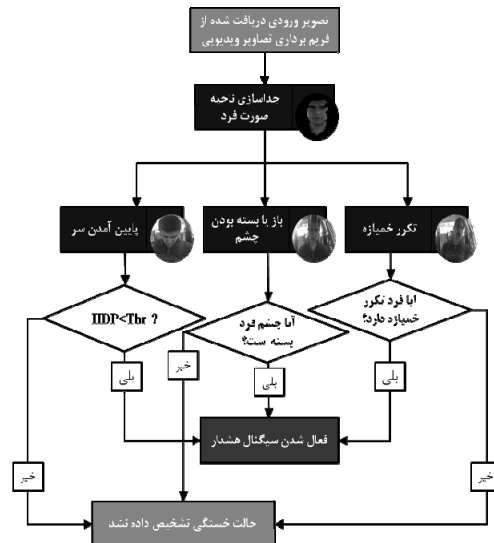 تصویر ورودی دریافت شده از
فریم برداری تصاویر ویدیویی
جداسازی ناحیه
صورت فرد
تکرر خمیازه
باز یا بسته بودن
چشم
پایین آمدن سر
آیا فرد تکرر
خمیازه دارد؟
آیا چشم فرد
بسته ست؟
HDP<Thr ?
بلی
خیر
بلی
بلی
فعال شدن سیگنال هشدار
خیر
خیر
حالت خستگی تشخیص داده نشد